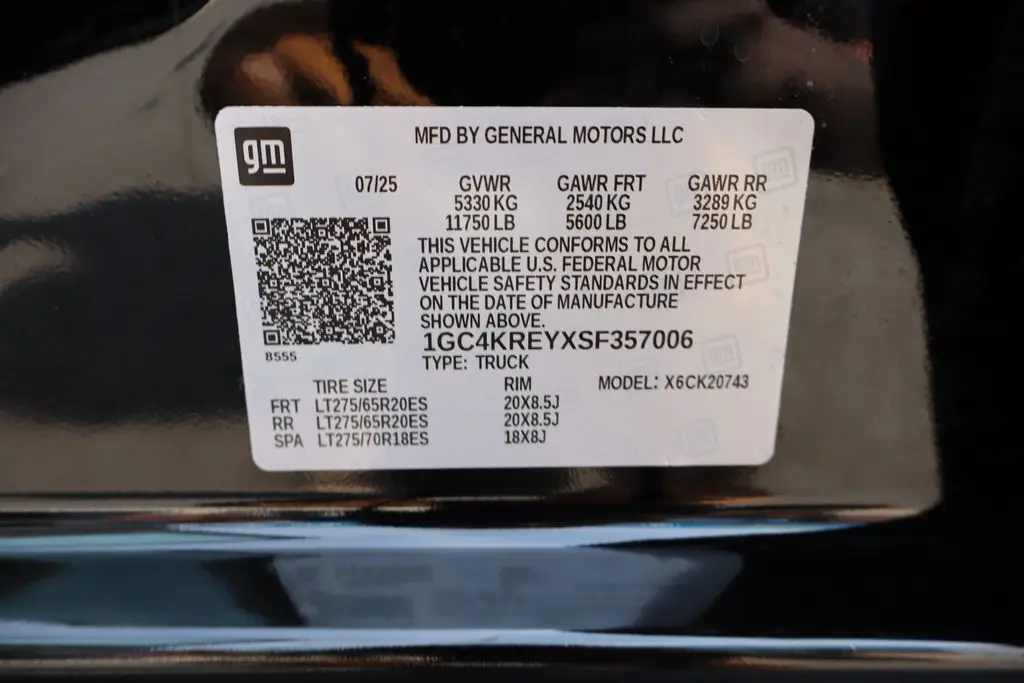 gm
MFD BY GENERAL MOTORS LLC
07/25 GVWR GAWR FRT GAWR RR
5330 KG 2540 KG 3289 KG
11750 LB 5600 LB 7250 LB
THIS VEHICLE CONFORMS TO ALL
APPLICABLE U.S. FEDERAL MOTOR
VEHICLE SAFETY STANDARDS IN EFFECT
ON THE DATE OF MANUFACTURE
SHOWN ABOVE.
1GC4KREYXSF357006
8555
TYPE: TRUCK
TIRE SIZE RIM MODEL: X6CK20743
FRT LT275/65R20ES 20X8.5J
RR LT275/65R20ES 20X8.5J
SPA LT275/70R18ES 18X8J